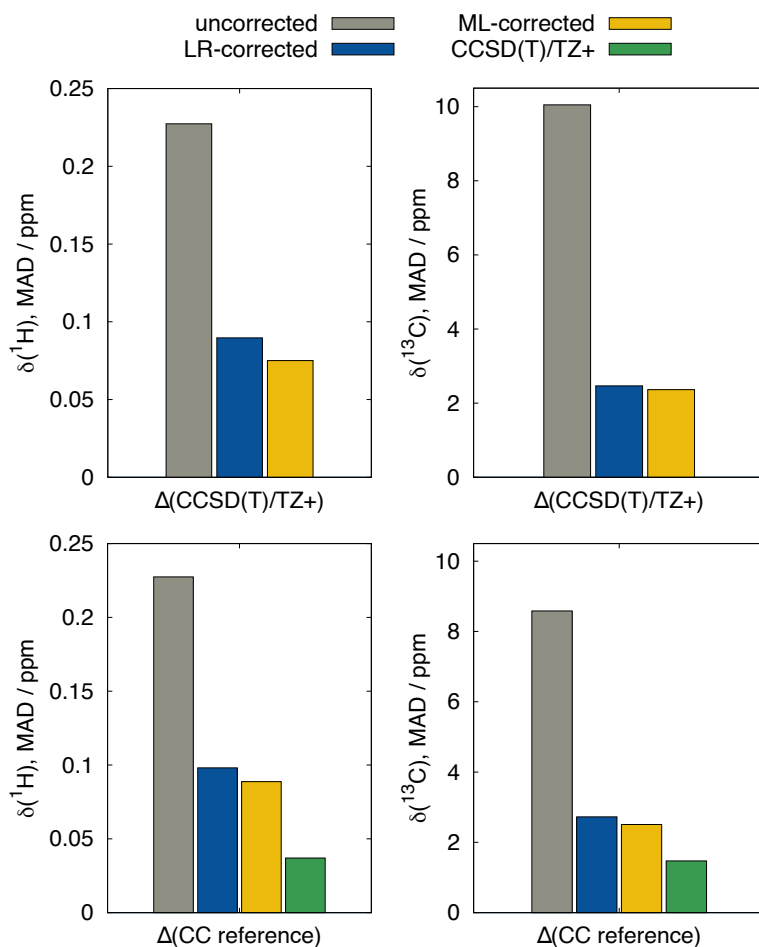 uncorrected
LR-corrected
ML-corrected
CCSD(T)/TZ+
0.25
0.2
0.15
0.1
0.05
0
δ(¹H), MAD / ppm
Δ(CCSD(T)/TZ+)
10
8
6
4
2
0
δ(¹³C), MAD / ppm
Δ(CCSD(T)/TZ+)
0.25
0.2
0.15
0.1
0.05
0
δ(¹H), MAD / ppm
Δ(CC reference)
10
8
6
4
2
0
δ(¹³C), MAD / ppm
Δ(CC reference)